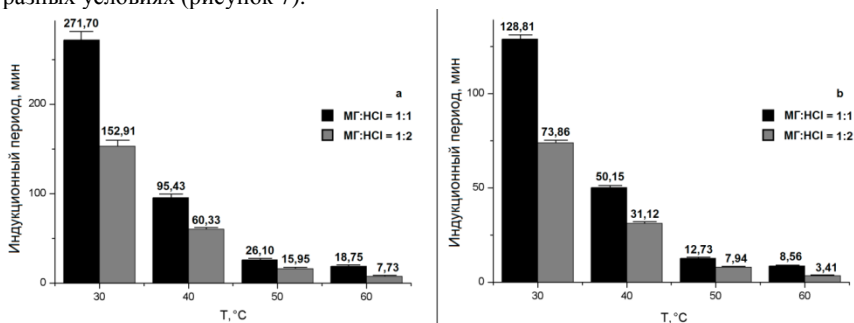 разных условиях (рисунок 7).
271,70
152,91
95,43
60,33
26,10
15,95
18,75
7,73
a
МГ:HCl = 1:1
МГ:HCl = 1:2
Индукционный период, мин
200
100
0
30 40 50 60
T, °C
128,81
73,86
50,15
31,12
12,73
7,94
8,56
3,41
b
МГ:HCl = 1:1
МГ:HCl = 1:2
Индукционный период, мин
100
50
0
30 40 50 60
T, °C